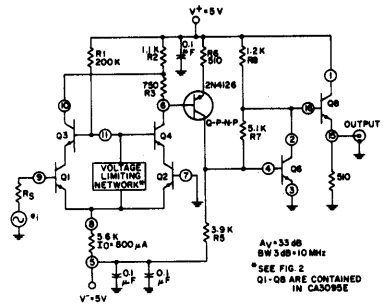 V+=5V
R1
200K
1.1K
R2
0.1
μF
R6
510
1.2K
R8
750
R3
2N4126
Q-P-N-P
10
6
1
Q8
16
Q3
11
Q4
5.1K
R7
2
15
OUTPUT
VOLTAGE
LIMITING
NETWORK*
9
Q1
Q2
7
4
Q6
3
510
RS
ei
8
5.6K
IO=800μA
3.9K
R5
5
0.1
μF
0.1
μF
V-=5V
AV=33 dB
BW 3dB=10 MHz
*SEE FIG. 2
Q1-Q8 ARE CONTAINED
IN CA3095E